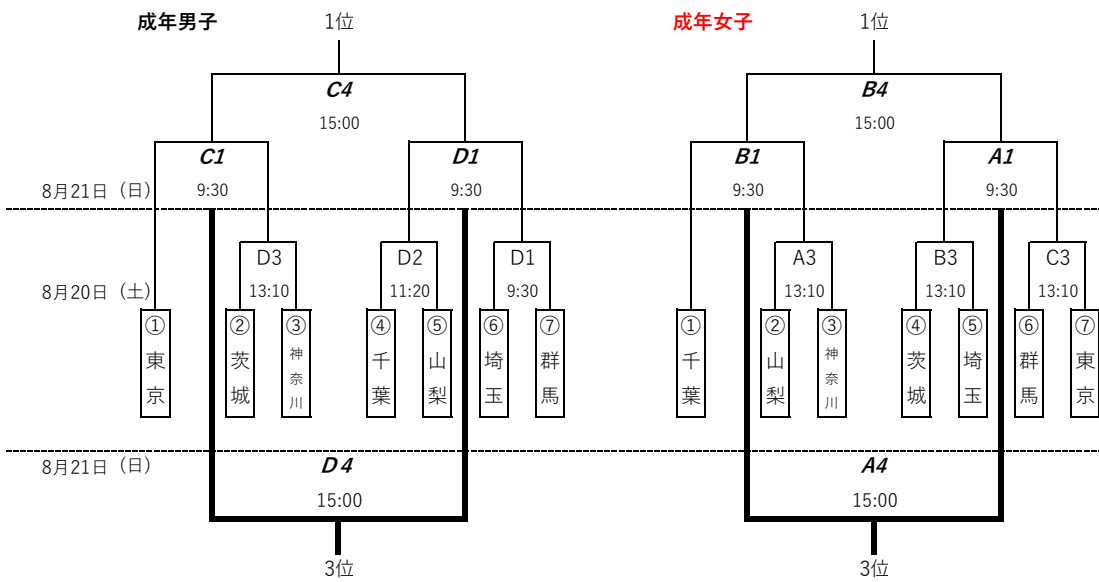 成年男子 1位 成年女子 1位
C4 B4
15:00 15:00
C1 D1 B1 A1
8月21日（日） 9:30 9:30 9:30 9:30
D3 D2 D1 A3 B3 C3
8月20日（土） 13:10 11:20 9:30 13:10 13:10 13:10
①東京
②茨城
③神奈川
④千葉
⑤山梨
⑥埼玉
⑦群馬
①千葉
②山梨
③神奈川
④茨城
⑤埼玉
⑥群馬
⑦東京
8月21日（日） D4 A4
15:00 15:00
3位 3位